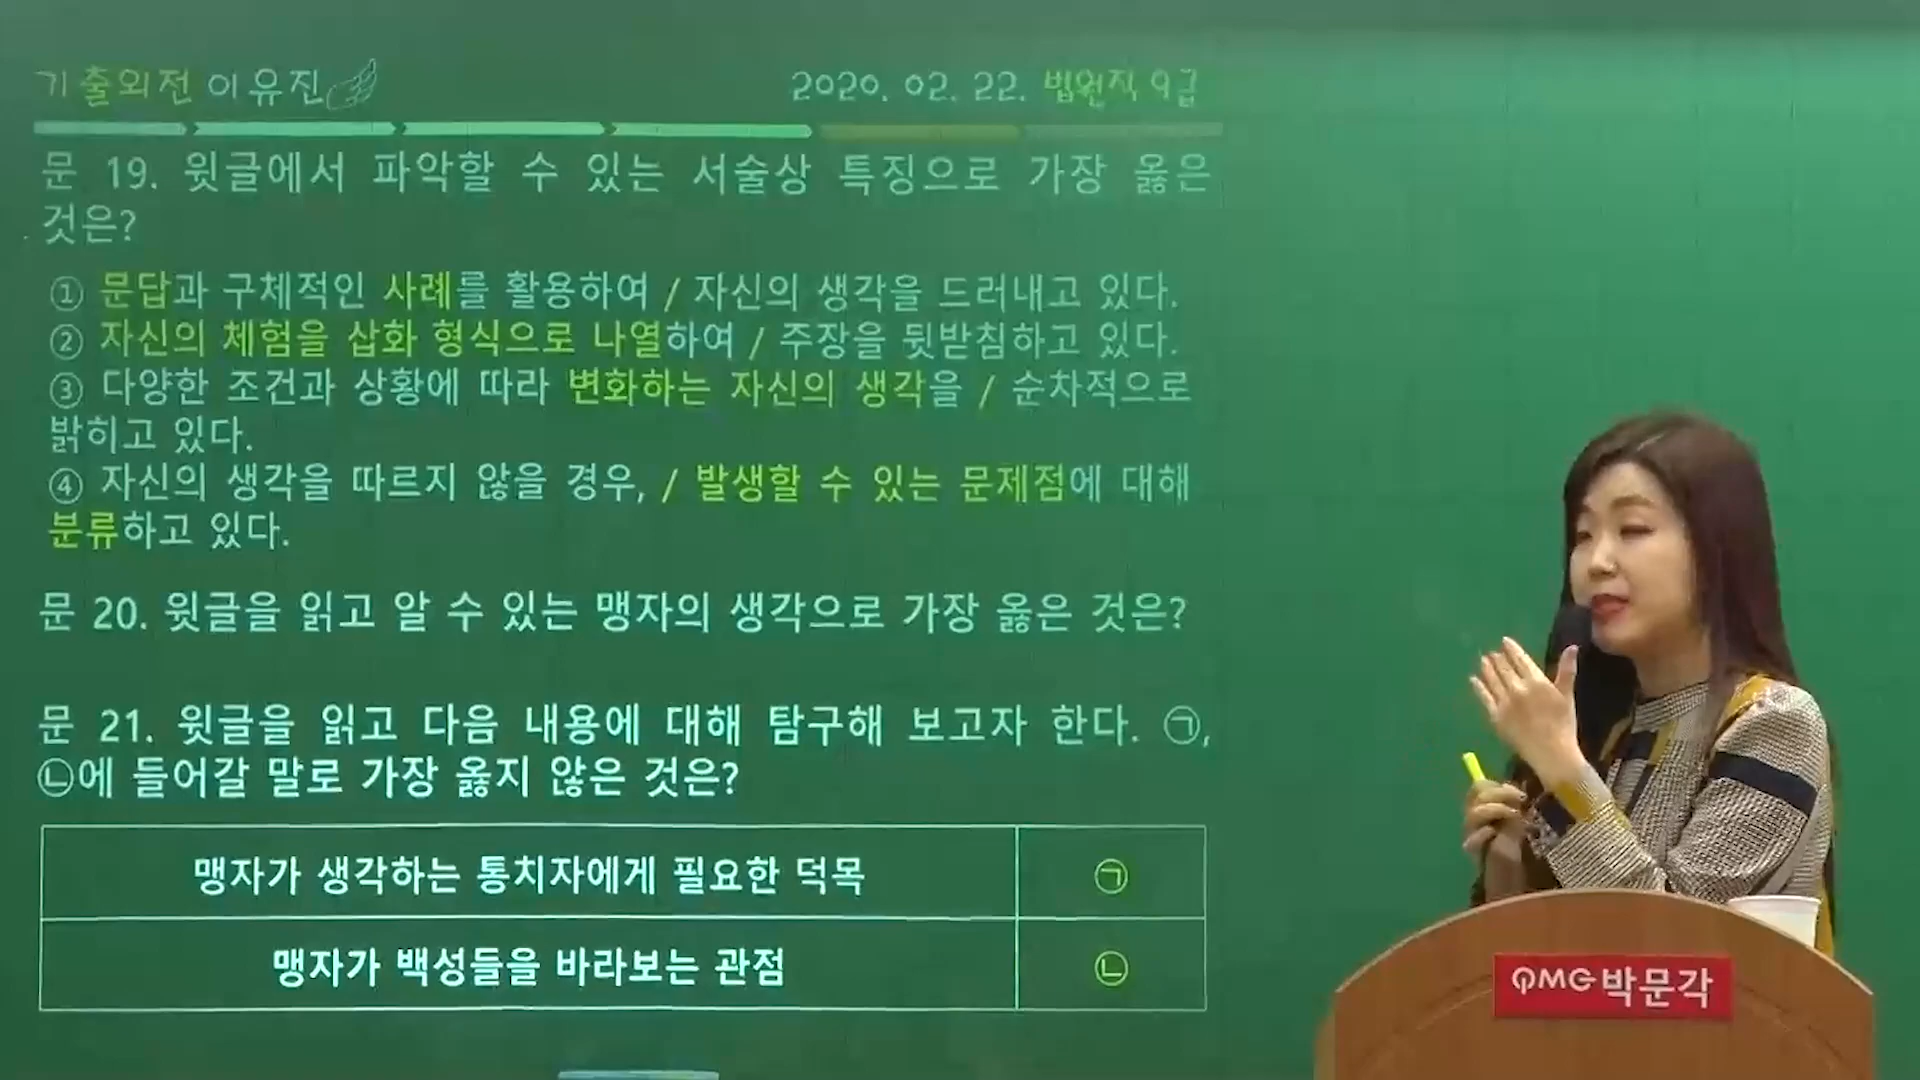 기출외전 이유진
2020. 02. 22. 법원직 9급
문 19. 윗글에서 파악할 수 있는 서술상 특징으로 가장 옳은
것은?
① 문답과 구체적인 사례를 활용하여 / 자신의 생각을 드러내고 있다.
② 자신의 체험을 삽화 형식으로 나열하여 / 주장을 뒷받침하고 있다.
③ 다양한 조건과 상황에 따라 변화하는 자신의 생각을 / 순차적으로
밝히고 있다.
④ 자신의 생각을 따르지 않을 경우, / 발생할 수 있는 문제점에 대해
분류하고 있다.
문 20. 윗글을 읽고 알 수 있는 맹자의 생각으로 가장 옳은 것은?
문 21. 윗글을 읽고 다음 내용에 대해 탐구해 보고자 한다. ㉠,
㉡에 들어갈 말로 가장 옳지 않은 것은?
맹자가 생각하는 통치자에게 필요한 덕목 ㉠
맹자가 백성들을 바라보는 관점 ㉡
PMG 박문각